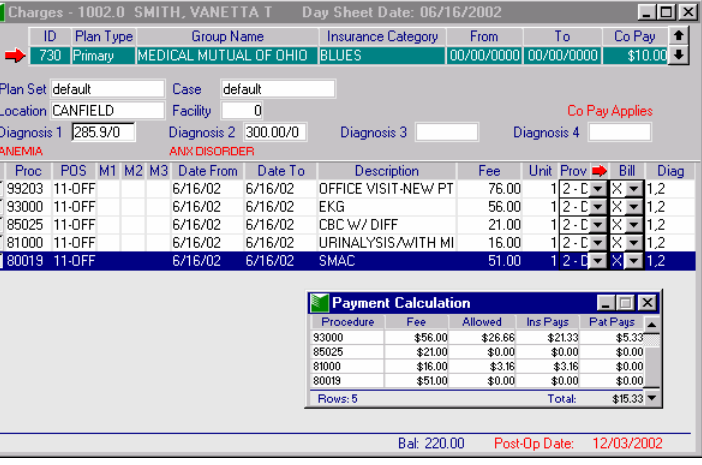 Charges - 1002.0 SMITH, VANETTA T Day Sheet Date: 06/16/2002
ID Plan Type Group Name Insurance Category From To Co Pay
730 Primary MEDICAL MUTUAL OF OHIO BLUES 00/00/0000 00/00/0000 $10.00
Plan Set default Case default
Location CANFIELD Facility 0 Co Pay Applies
Diagnosis 1 285.9/0 Diagnosis 2 300.00/0 Diagnosis 3 Diagnosis 4
ANEMIA ANX DISORDER
Proc POS M1 M2 M3 Date From Date To Description Fee Unit Prov Bill Diag
99203 11-OFF 6/16/02 6/16/02 OFFICE VISIT-NEW PT 76.00 1 2 - D X 1,2
93000 11-OFF 6/16/02 6/16/02 EKG 56.00 1 2 - D X 1,2
85025 11-OFF 6/16/02 6/16/02 CBC W/ DIFF 21.00 1 2 - D X 1,2
81000 11-OFF 6/16/02 6/16/02 URINALYSIS/WITH MI 16.00 1 2 - D X 1,2
80019 11-OFF 6/16/02 6/16/02 SMAC 51.00 1 2 - D X 1,2
Payment Calculation
Procedure Fee Allowed Ins Pays Pat Pays
93000 $56.00 $26.66 $21.33 $5.33
85025 $21.00 $0.00 $0.00 $0.00
81000 $16.00 $3.16 $3.16 $0.00
80019 $51.00 $0.00 $0.00 $0.00
Rows: 5 Total: $15.33
Bal: 220.00 Post-Op Date: 12/03/2002